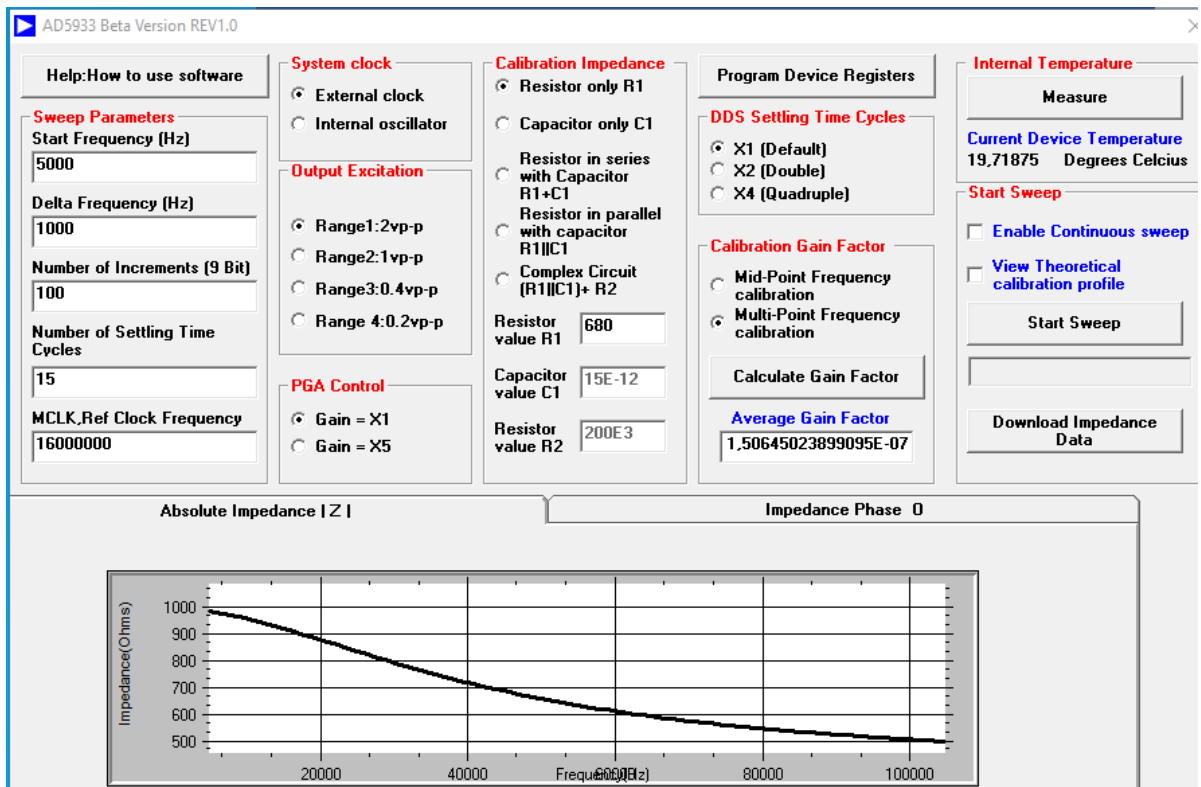 AD5933 Beta Version REV1.0
Help:How to use software
Sweep Parameters
Start Frequency (Hz)
5000
Delta Frequency (Hz)
1000
Number of Increments (9 Bit)
100
Number of Settling Time
Cycles
15
MCLK,Ref Clock Frequency
16000000
System clock
External clock
Internal oscillator
Output Excitation
Range1:2vp-p
Range2:1vp-p
Range3:0.4vp-p
Range 4:0.2vp-p
PGA Control
Gain = X1
Gain = X5
Calibration Impedance
Resistor only R1
Capacitor only C1
Resistor in series
with Capacitor
R1+C1
Resistor in parallel
with capacitor
R1||C1
Complex Circuit
(R1||C1)+ R2
Resistor
value R1
680
Capacitor
value C1
15E-12
Resistor
value R2
200E3
Program Device Registers
DDS Settling Time Cycles
X1 (Default)
X2 (Double)
X4 (Quadruple)
Calibration Gain Factor
Mid-Point Frequency
calibration
Multi-Point Frequency
calibration
Calculate Gain Factor
Average Gain Factor
1,50645023899095E-07
Internal Temperature
Measure
Current Device Temperature
19,71875 Degrees Celcius
Start Sweep
Enable Continuous sweep
View Theoretical
calibration profile
Start Sweep
Download Impedance
Data
Absolute Impedance | Z |
Impedance Phase 0
Impedance(Ohms)
1000
900
800
700
600
500
20000 40000 80000 100000